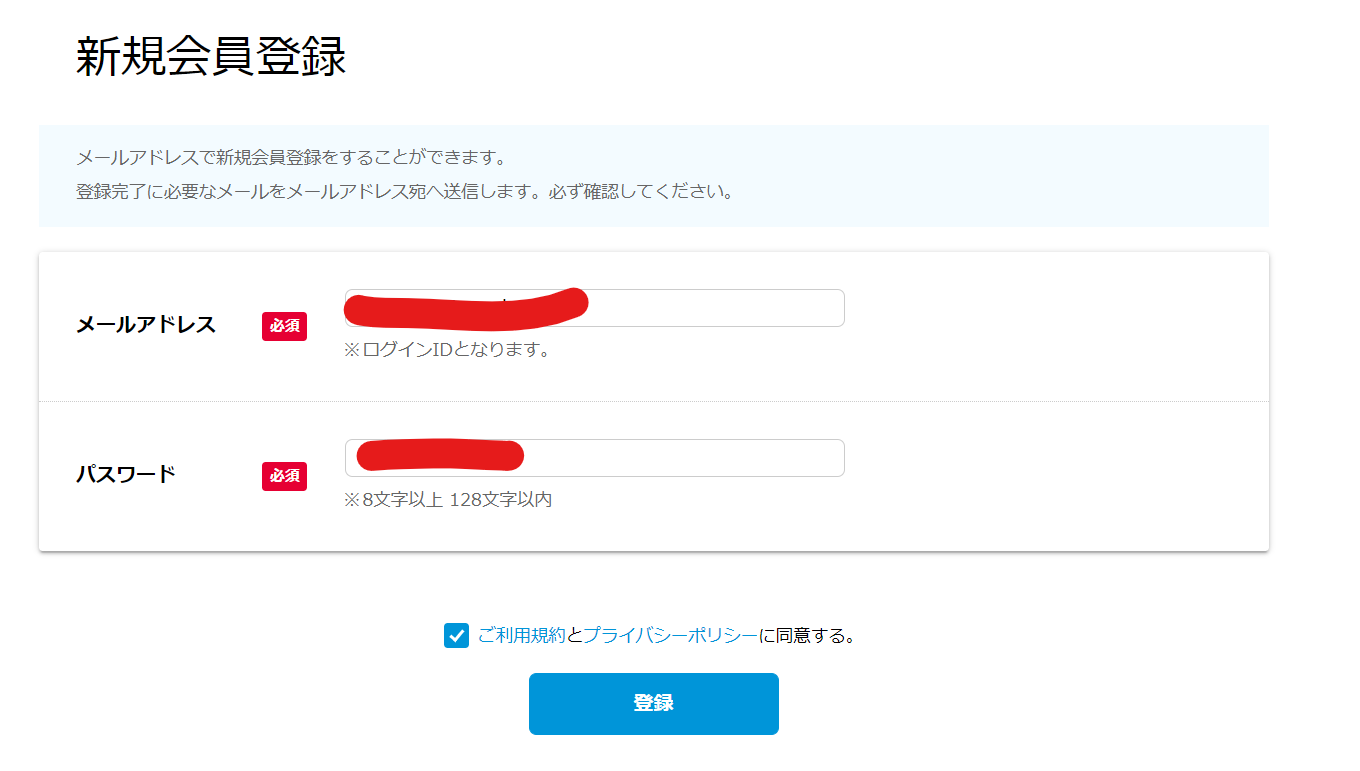 新規会員登録
メールアドレスで新規会員登録をすることができます。
登録完了に必要なメールをメールアドレス宛へ送信します。必ず確認してください。
メールアドレス 必須
※ログインIDとなります。
パスワード 必須
※8文字以上 128文字以内
ご利用規約とプライバシーポリシーに同意する。
登録